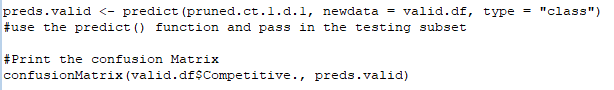 preds.valid <- predict(pruned.ct.1.d.1, newdata = valid.df, type = "class")
#use the predict() function and pass in the testing subset
#Print the confusion Matrix
confusionMatrix(valid.df$Competitive., preds.valid)